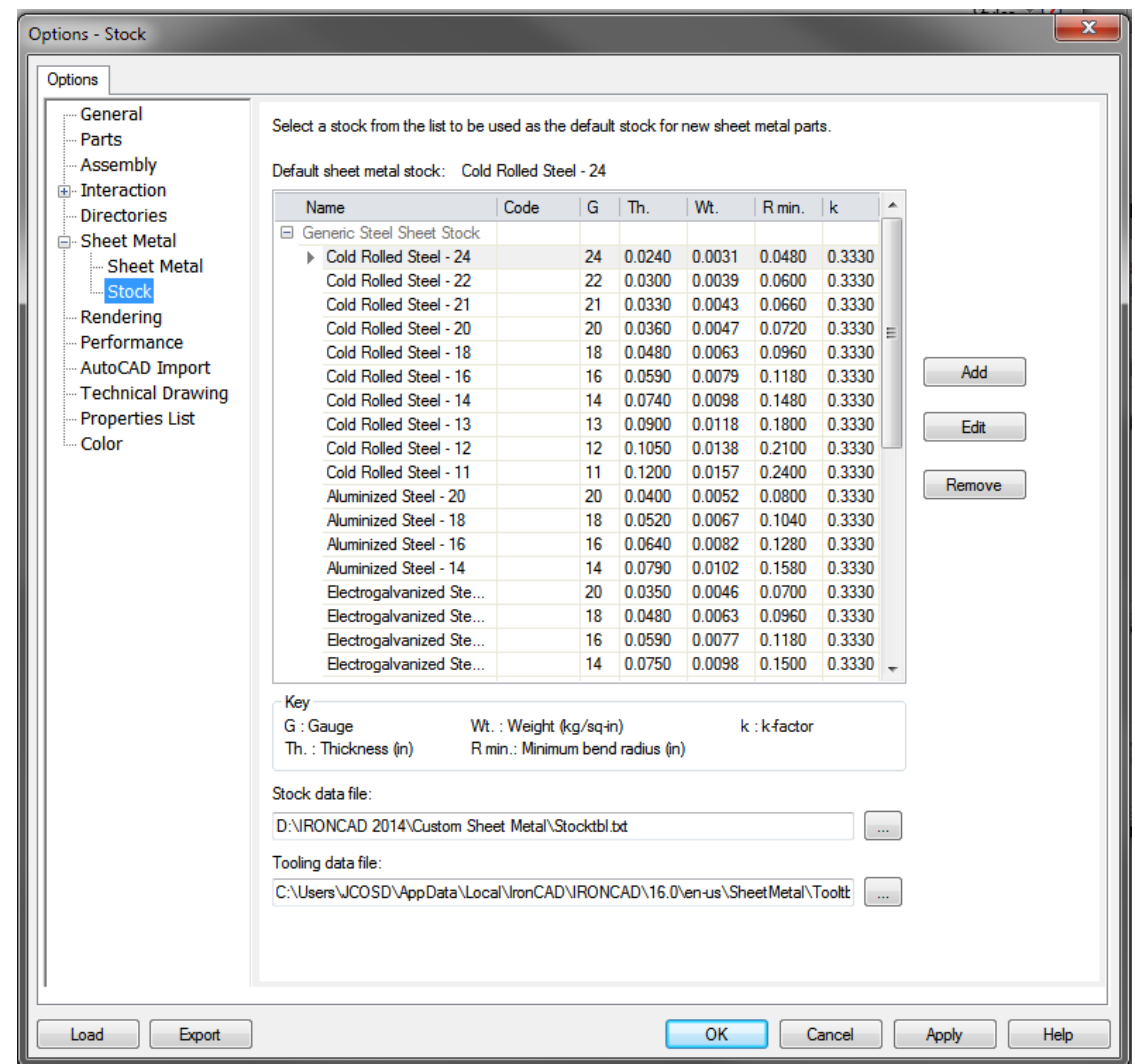 Options - Stock
Options
General
Parts
Assembly
Interaction
Directories
Sheet Metal
Sheet Metal
Stock
Rendering
Performance
AutoCAD Import
Technical Drawing
Properties List
Color
Select a stock from the list to be used as the default stock for new sheet metal parts.
Default sheet metal stock: Cold Rolled Steel - 24
Name Code G Th. Wt. R min. k
Generic Steel Sheet Stock
Cold Rolled Steel - 24 24 0.0240 0.0031 0.0480 0.3330
Cold Rolled Steel - 22 22 0.0300 0.0039 0.0600 0.3330
Cold Rolled Steel - 21 21 0.0330 0.0043 0.0660 0.3330
Cold Rolled Steel - 20 20 0.0360 0.0047 0.0720 0.3330
Cold Rolled Steel - 18 18 0.0480 0.0063 0.0960 0.3330
Cold Rolled Steel - 16 16 0.0590 0.0079 0.1180 0.3330
Cold Rolled Steel - 14 14 0.0740 0.0098 0.1480 0.3330
Cold Rolled Steel - 13 13 0.0900 0.0118 0.1800 0.3330
Cold Rolled Steel - 12 12 0.1050 0.0138 0.2100 0.3330
Cold Rolled Steel - 11 11 0.1200 0.0157 0.2400 0.3330
Aluminized Steel - 20 20 0.0400 0.0052 0.0800 0.3330
Aluminized Steel - 18 18 0.0520 0.0067 0.1040 0.3330
Aluminized Steel - 16 16 0.0640 0.0082 0.1280 0.3330
Aluminized Steel - 14 14 0.0790 0.0102 0.1580 0.3330
Electrogalvanized Ste... 20 0.0350 0.0046 0.0700 0.3330
Electrogalvanized Ste... 18 0.0480 0.0063 0.0960 0.3330
Electrogalvanized Ste... 16 0.0590 0.0077 0.1180 0.3330
Electrogalvanized Ste... 14 0.0750 0.0098 0.1500 0.3330
Add
Edit
Remove
Key
G : Gauge Wt. : Weight (kg/sq-in) k : k-factor
Th. : Thickness (in) R min.: Minimum bend radius (in)
Stock data file:
D:\IRONCAD 2014\Custom Sheet Metal\Stocktbl.txt ...
Tooling data file:
C:\Users\JCOSD\AppData\Local\IronCAD\IRONCAD\16.0\en-us\SheetMetal\Tooltb ...
Load Export OK Cancel Apply Help